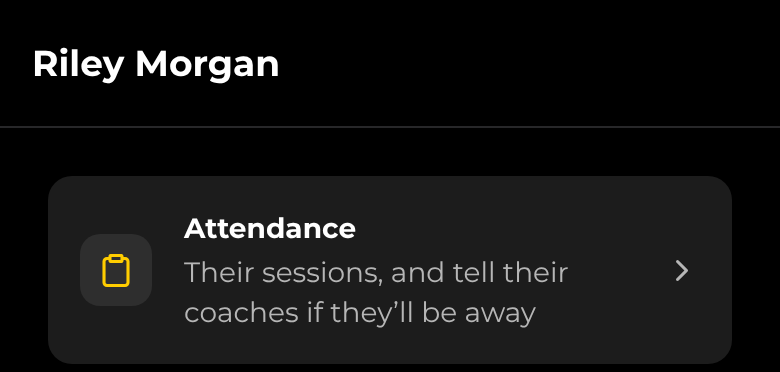 Riley Morgan
Attendance
Their sessions, and tell their
coaches if they’ll be away